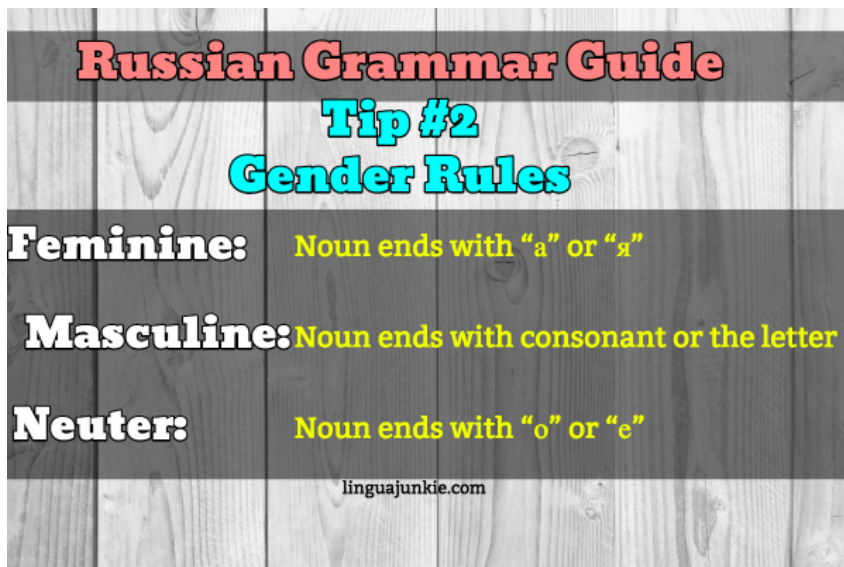 Russian Grammar Guide
Tip #2
Gender Rules
Feminine: Noun ends with “а” or “я”
Masculine: Noun ends with consonant or the letter
Neuter: Noun ends with “о” or “е”
linguajunkie.com